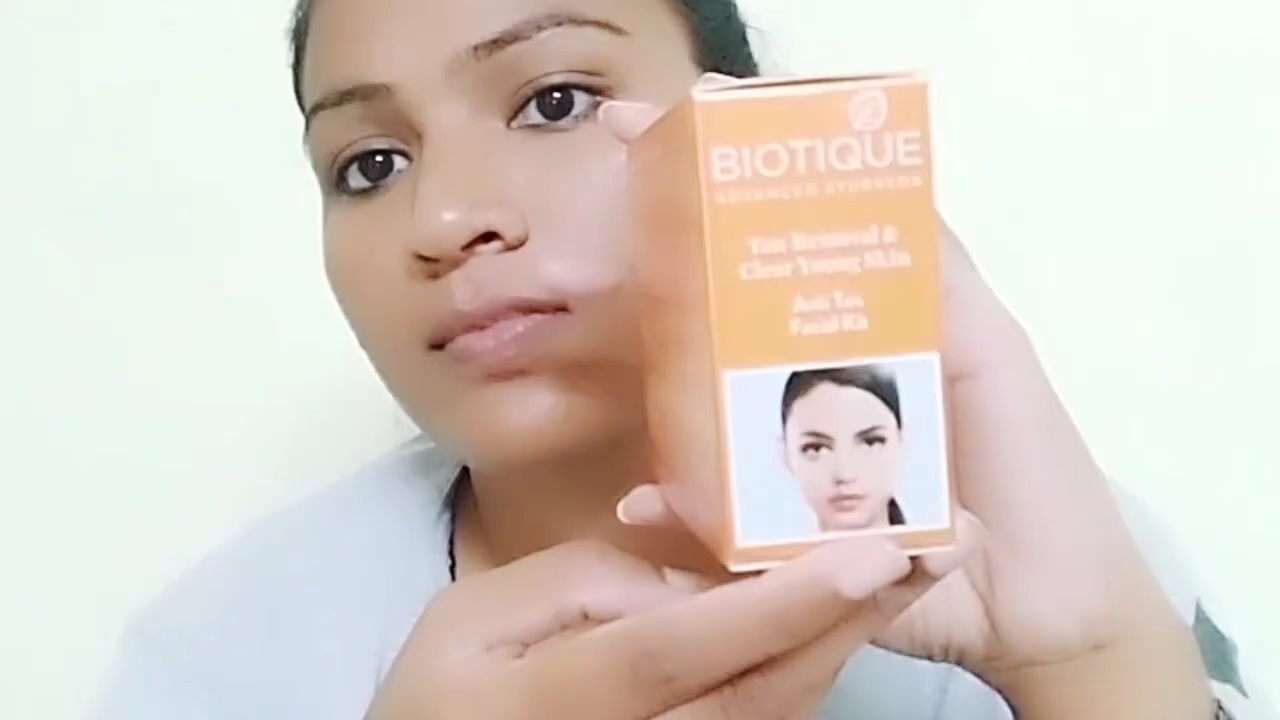 BIOTIQUE
ADVANCED AYURVEDA
Tan Removal &
Clear Young Skin
Anti Tan
Facial Kit